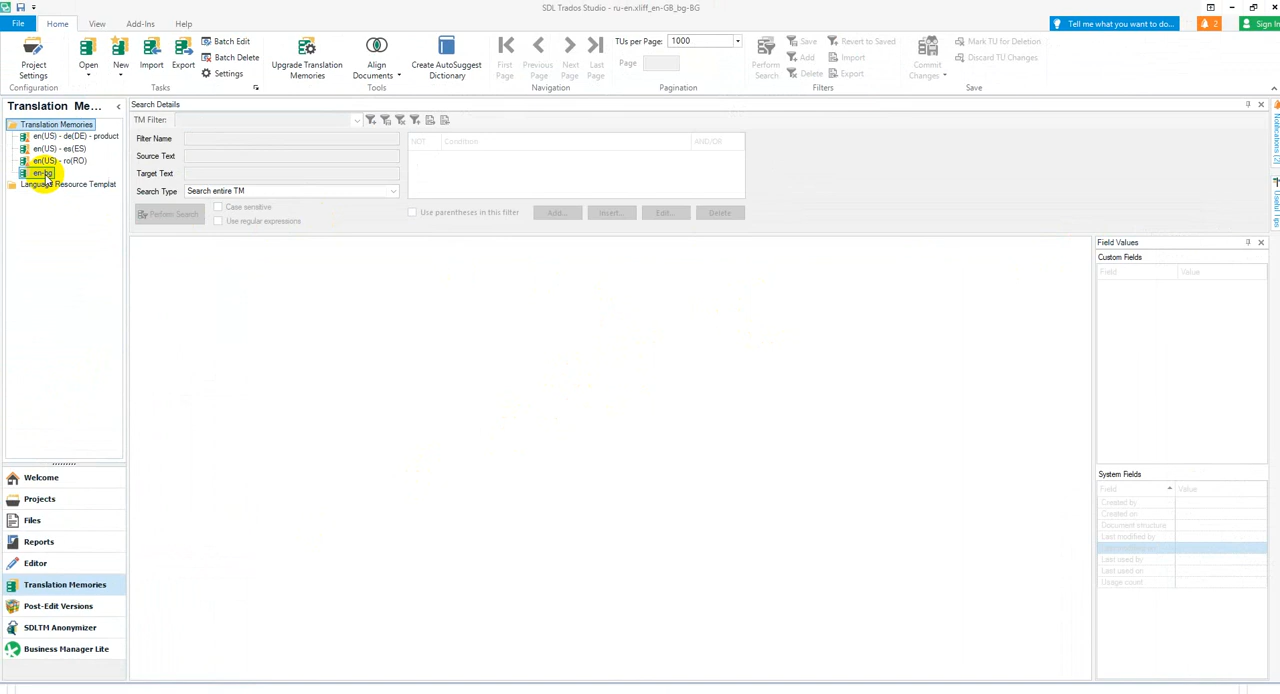 SDL Trados Studio - ru-en.xliff_en-GB_bg-BG
File Home View Add-Ins Help
Tell me what you want to do... 2 Sign In
Project Settings
Configuration
Open New Import Export
Batch Edit
Batch Delete
Settings
Tasks
Upgrade Translation Memories
Align Documents
Create AutoSuggest Dictionary
Tools
First Page
Previous Page
Next Page
Last Page
Navigation
TUs per Page: 1000
Page
Pagination
Perform Search
Save Revert to Saved
Add Import
Delete Export
Filters
Commit Changes
Mark TU for Deletion
Discard TU Changes
Save
Translation Me...
Translation Memories
en(US) - de(DE) - product
en(US) - es(ES)
en(US) - ro(RO)
en-bg
Language Resource Templat
Search Details
TM Filter:
Filter Name
Source Text
Target Text
Search Type Search entire TM
Perform Search
Case sensitive
Use regular expressions
NOT Condition AND/OR
Use parentheses in this filter Add... Insert... Edit... Delete
Field Values
Custom Fields
Field Value
System Fields
Field Value
Created by
Created on
Document structure
Last modified by
Last used by
Last used on
Usage count
Notifications (2)
Useful Tips
Welcome
Projects
Files
Reports
Editor
Translation Memories
Post-Edit Versions
SDLTM Anonymizer
Business Manager Lite